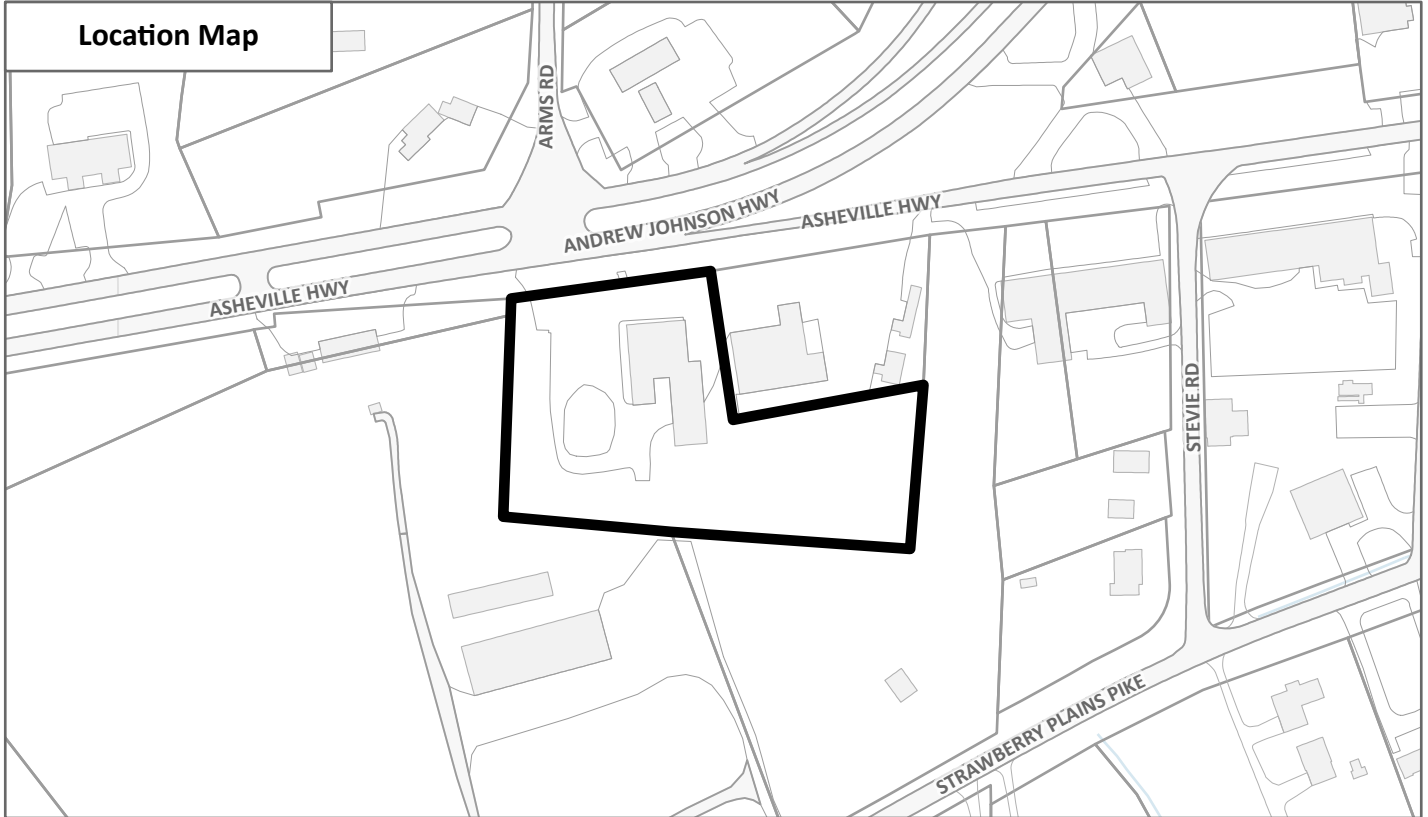 Location Map
ARMS RD
ANDREW JOHNSON HWY
ASHEVILLE HWY
ASHEVILLE HWY
STEVIE RD
STRAWBERRY PLAINS PIKE